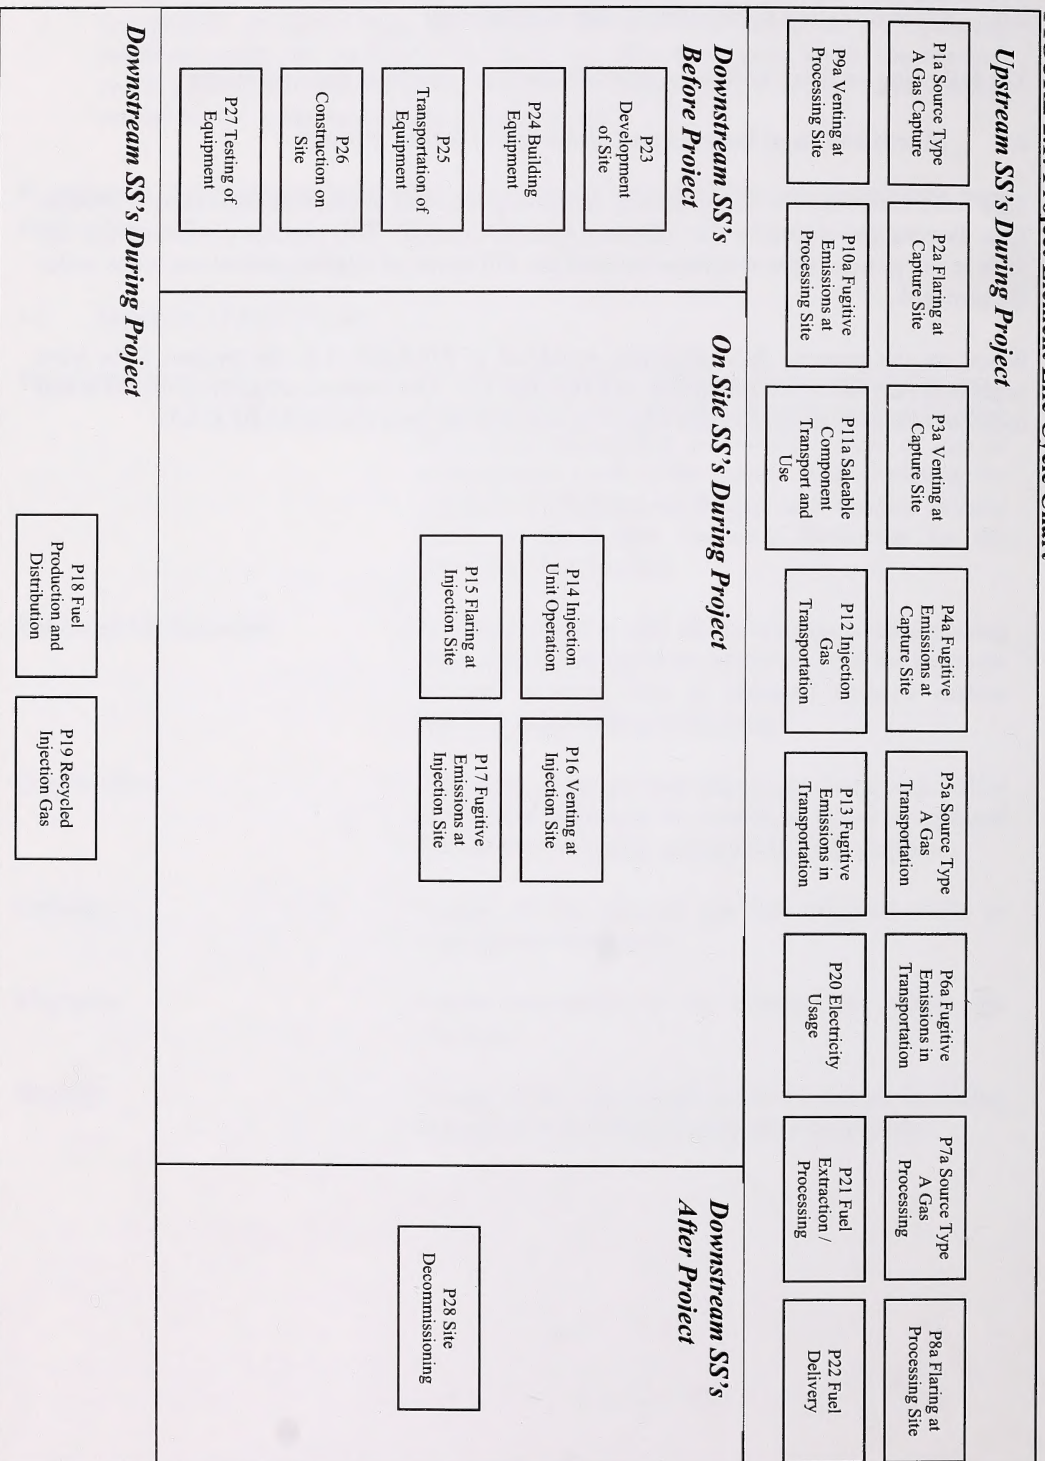 Upstream SS's During Project
P1a Source Type
A Gas Capture
P2a Flaring at
Capture Site
P3a Venting at
Capture Site
P4a Fugitive
Emissions at
Capture Site
P5a Source Type
A Gas
Transportation
P6a Fugitive
Emissions in
Transportation
P7a Source Type
A Gas
Processing
P8a Flaring at
Processing Site
P9a Venting at
Processing Site
P10a Fugitive
Emissions at
Processing Site
P11a Saleable
Component
Transport and
Use
P12 Injection
Gas
Transportation
P13 Fugitive
Emissions in
Transportation
P20 Electricity
Usage
P21 Fuel
Extraction /
Processing
P22 Fuel
Delivery
Downstream SS's
Before Project
P23
Development
of Site
P24 Building
Equipment
P25
Transportation of
Equipment
P26
Construction on
Site
P27 Testing of
Equipment
On Site SS's During Project
P14 Injection
Unit Operation
P16 Venting at
Injection Site
P15 Flaring at
Injection Site
P17 Fugitive
Emissions at
Injection Site
Downstream SS's
After Project
P28 Site
Decommissioning
Downstream SS's During Project
P18 Fuel
Production and
Distribution
P19 Recycled
Injection Gas